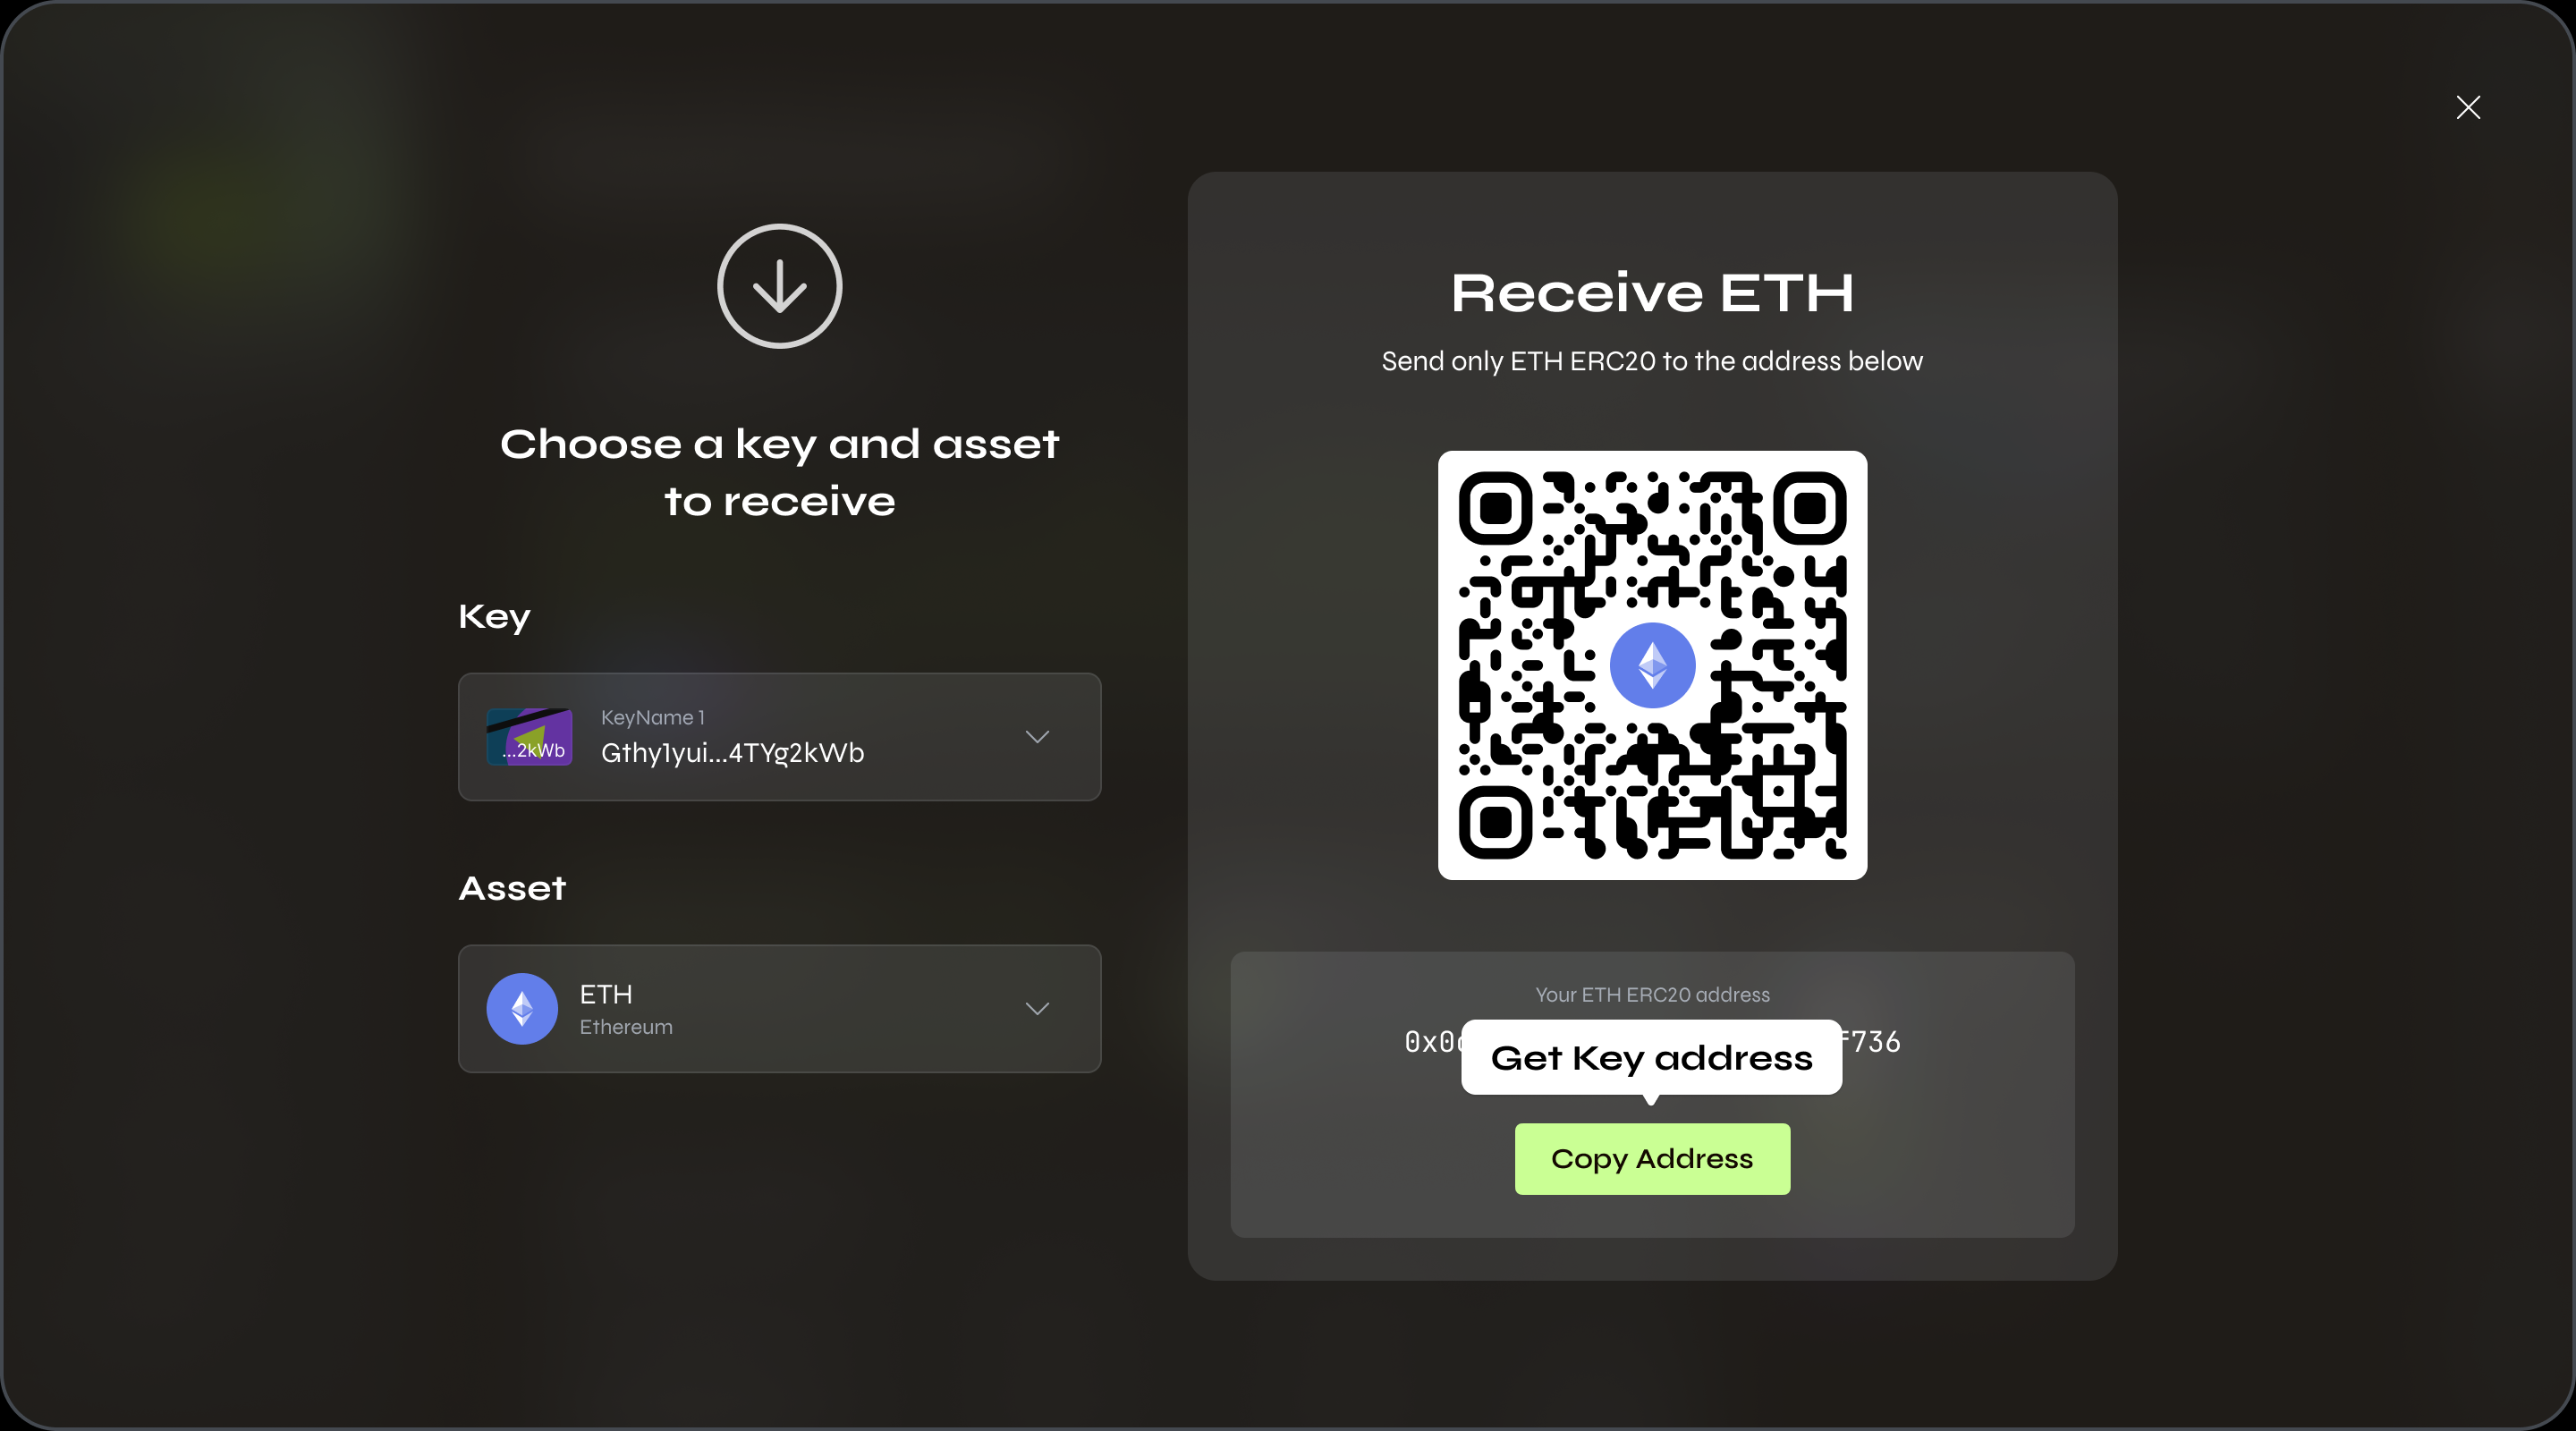 Choose a key and asset
to receive
Key
...2kWb
KeyName 1
Gthy1yui...4TYg2kWb
Asset
ETH
Ethereum
Receive ETH
Send only ETH ERC20 to the address below
Your ETH ERC20 address
0x0 F736
Get Key address
Copy Address